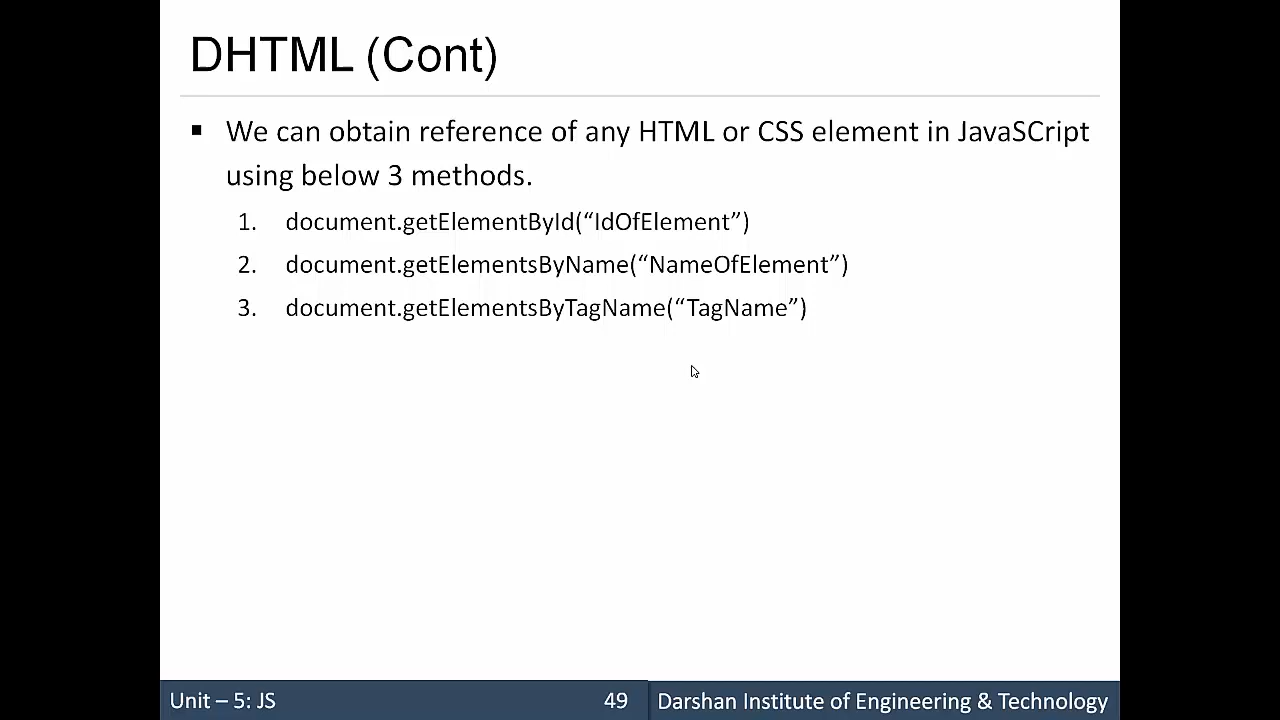 DHTML (Cont)
▪ We can obtain reference of any HTML or CSS element in JavaSCript
using below 3 methods.
1. document.getElementById(“IdOfElement”)
2. document.getElementsByName(“NameOfElement”)
3. document.getElementsByTagName(“TagName”)
Unit – 5: JS 49 Darshan Institute of Engineering & Technology